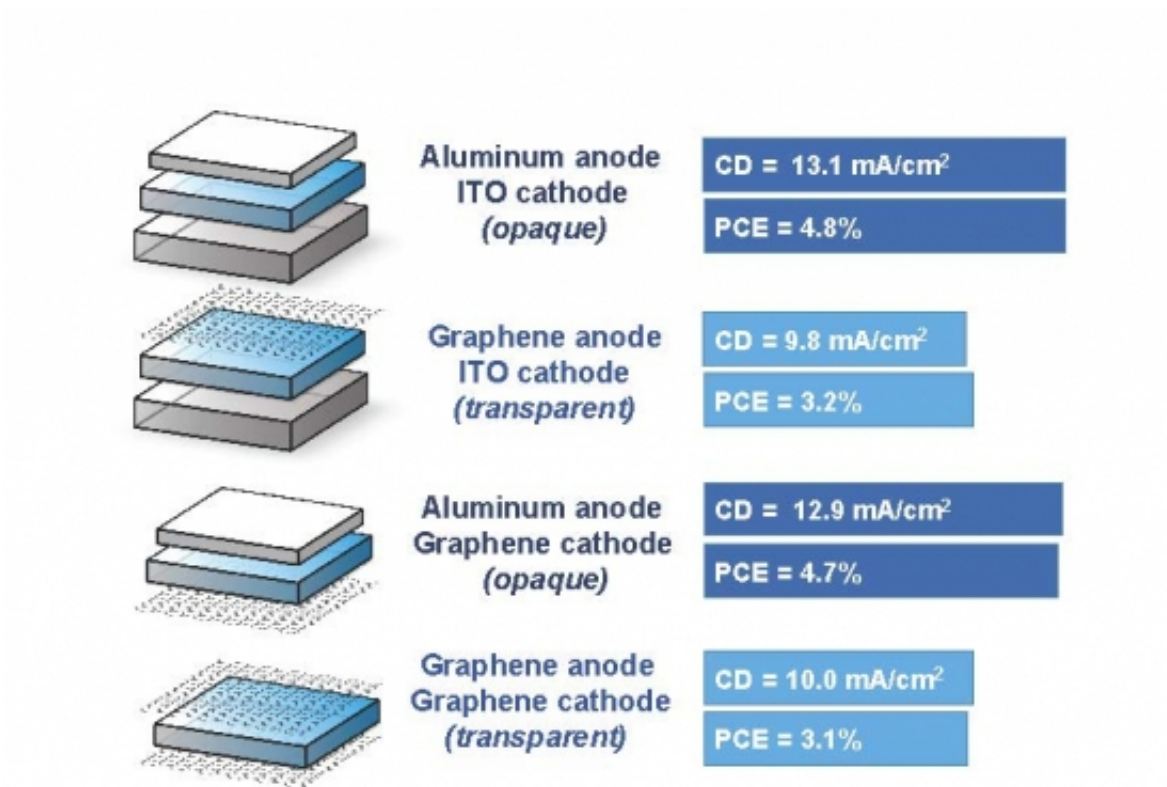 Aluminum anode
ITO cathode
(opaque)
CD = 13.1 mA/cm²
PCE = 4.8%
Graphene anode
ITO cathode
(transparent)
CD = 9.8 mA/cm²
PCE = 3.2%
Aluminum anode
Graphene cathode
(opaque)
CD = 12.9 mA/cm²
PCE = 4.7%
Graphene anode
Graphene cathode
(transparent)
CD = 10.0 mA/cm²
PCE = 3.1%